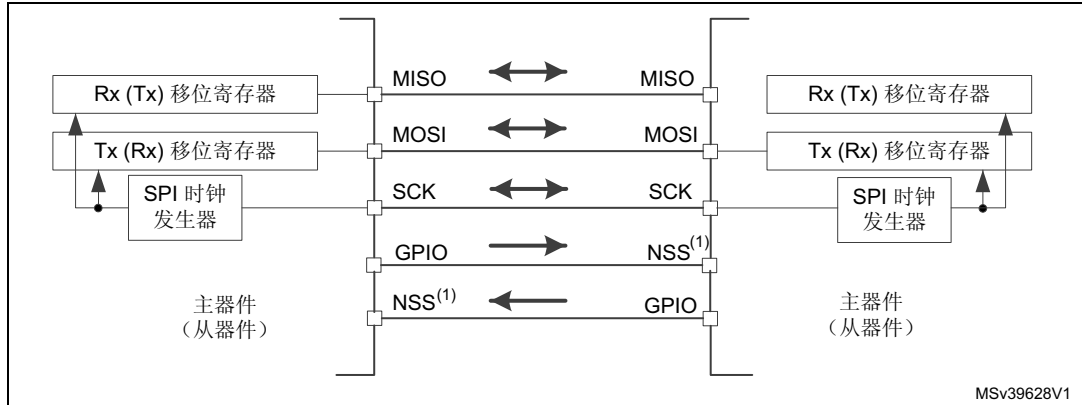 MISO MISO
Rx (Tx) 移位寄存器 Rx (Tx) 移位寄存器
MOSI MOSI
Tx (Rx) 移位寄存器 Tx (Rx) 移位寄存器
SPI 时钟 SCK SCK SPI 时钟
发生器 发生器
GPIO NSS(1)
主器件 NSS(1) GPIO 主器件
(从器件) (从器件)
MSv39628V1